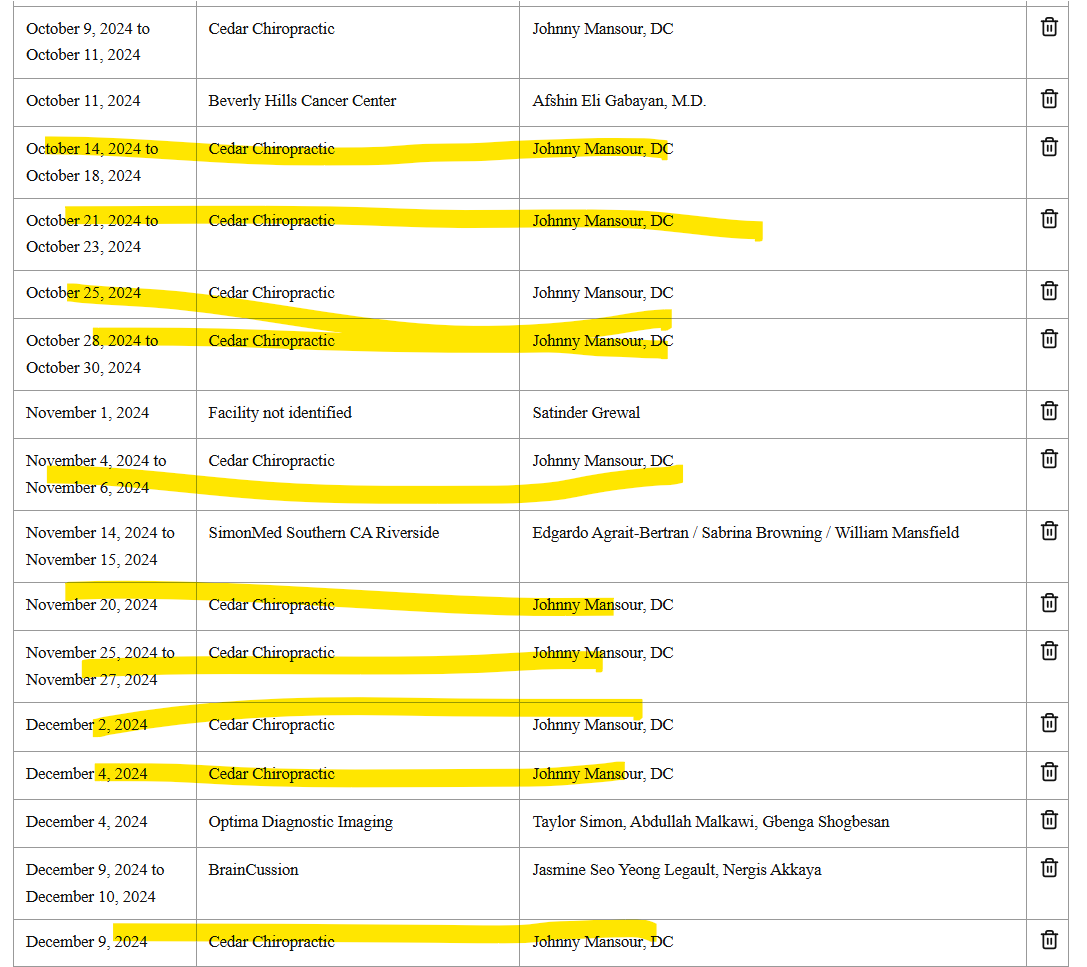 October 9, 2024 to Cedar Chiropractic Johnny Mansour, DC
October 11, 2024
October 11, 2024 Beverly Hills Cancer Center Afshin Eli Gabayan, M.D.
October 14, 2024 to Cedar Chiropractic Johnny Mansour, DC
October 18, 2024
October 21, 2024 to Cedar Chiropractic Johnny Mansour, DC
October 23, 2024
October 25, 2024 Cedar Chiropractic Johnny Mansour, DC
October 28, 2024 to Cedar Chiropractic Johnny Mansour, DC
October 30, 2024
November 1, 2024 Facility not identified Satinder Grewal
November 4, 2024 to Cedar Chiropractic Johnny Mansour, DC
November 6, 2024
November 14, 2024 to SimonMed Southern CA Riverside Edgardo Agrait-Bertran / Sabrina Browning / William Mansfield
November 15, 2024
November 20, 2024 Cedar Chiropractic Johnny Mansour, DC
November 25, 2024 to Cedar Chiropractic Johnny Mansour, DC
November 27, 2024
December 2, 2024 Cedar Chiropractic Johnny Mansour, DC
December 4, 2024 Cedar Chiropractic Johnny Mansour, DC
December 4, 2024 Optima Diagnostic Imaging Taylor Simon, Abdullah Malkawi, Gbenga Shogbesan
December 9, 2024 to BrainCussion Jasmine Seo Yeong Legault, Nergis Akkaya
December 10, 2024
December 9, 2024 Cedar Chiropractic Johnny Mansour, DC